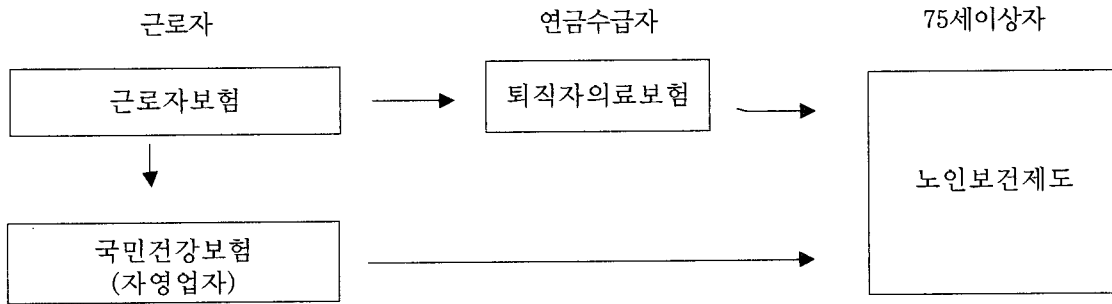 근로자
연금수급자
75세이상자
근로자보험
퇴직자의료보험
노인보건제도
국민건강보험
(자영업자)